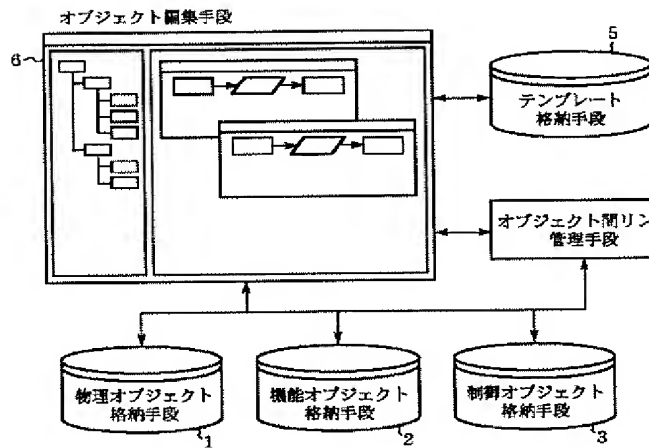 オブジェクト編集手段
6
5
テンプレート
格納手段
オブジェクト間リン
管理手段
物理オブジェクト
格納手段
1
機能オブジェクト
格納手段
2
制御オブジェクト
格納手段
3